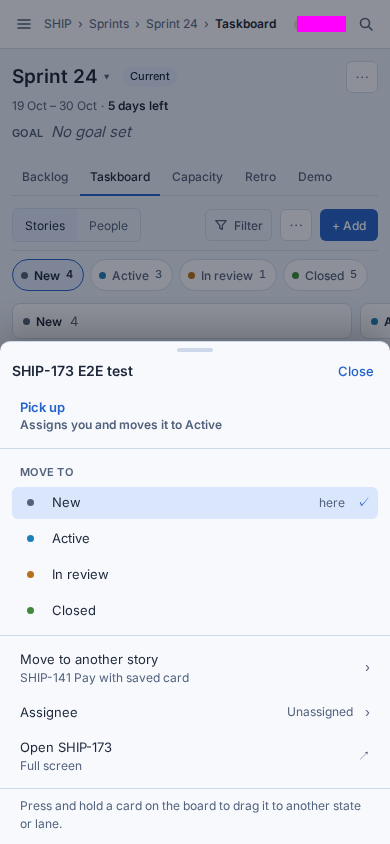 SHIP › Sprints › Sprint 24 › Taskboard
Sprint 24 ▾ Current ···
19 Oct – 30 Oct · 5 days left
GOAL No goal set
Backlog Taskboard Capacity Retro Demo
Stories People Filter ··· + Add
New 4 Active 3 In review 1 Closed 5
New 4 A
SHIP-173 E2E test Close
Pick up
Assigns you and moves it to Active
MOVE TO
New here ✓
Active
In review
Closed
Move to another story ›
SHIP-141 Pay with saved card
Assignee Unassigned ›
Open SHIP-173 ↗
Full screen
Press and hold a card on the board to drag it to another state
or lane.